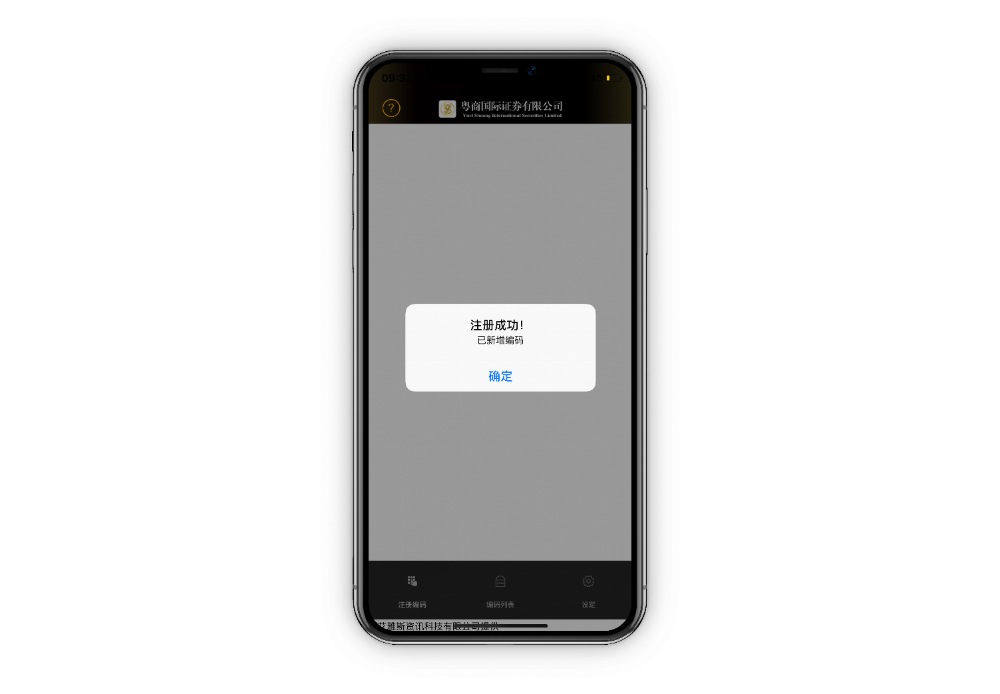 09:32
4G
?
粤商国际证券有限公司
Yuet Sheung International Securities Limited
注册成功！
已新增编码
确定
注册编码
编码列表
设定
艾雅斯资讯科技有限公司提供